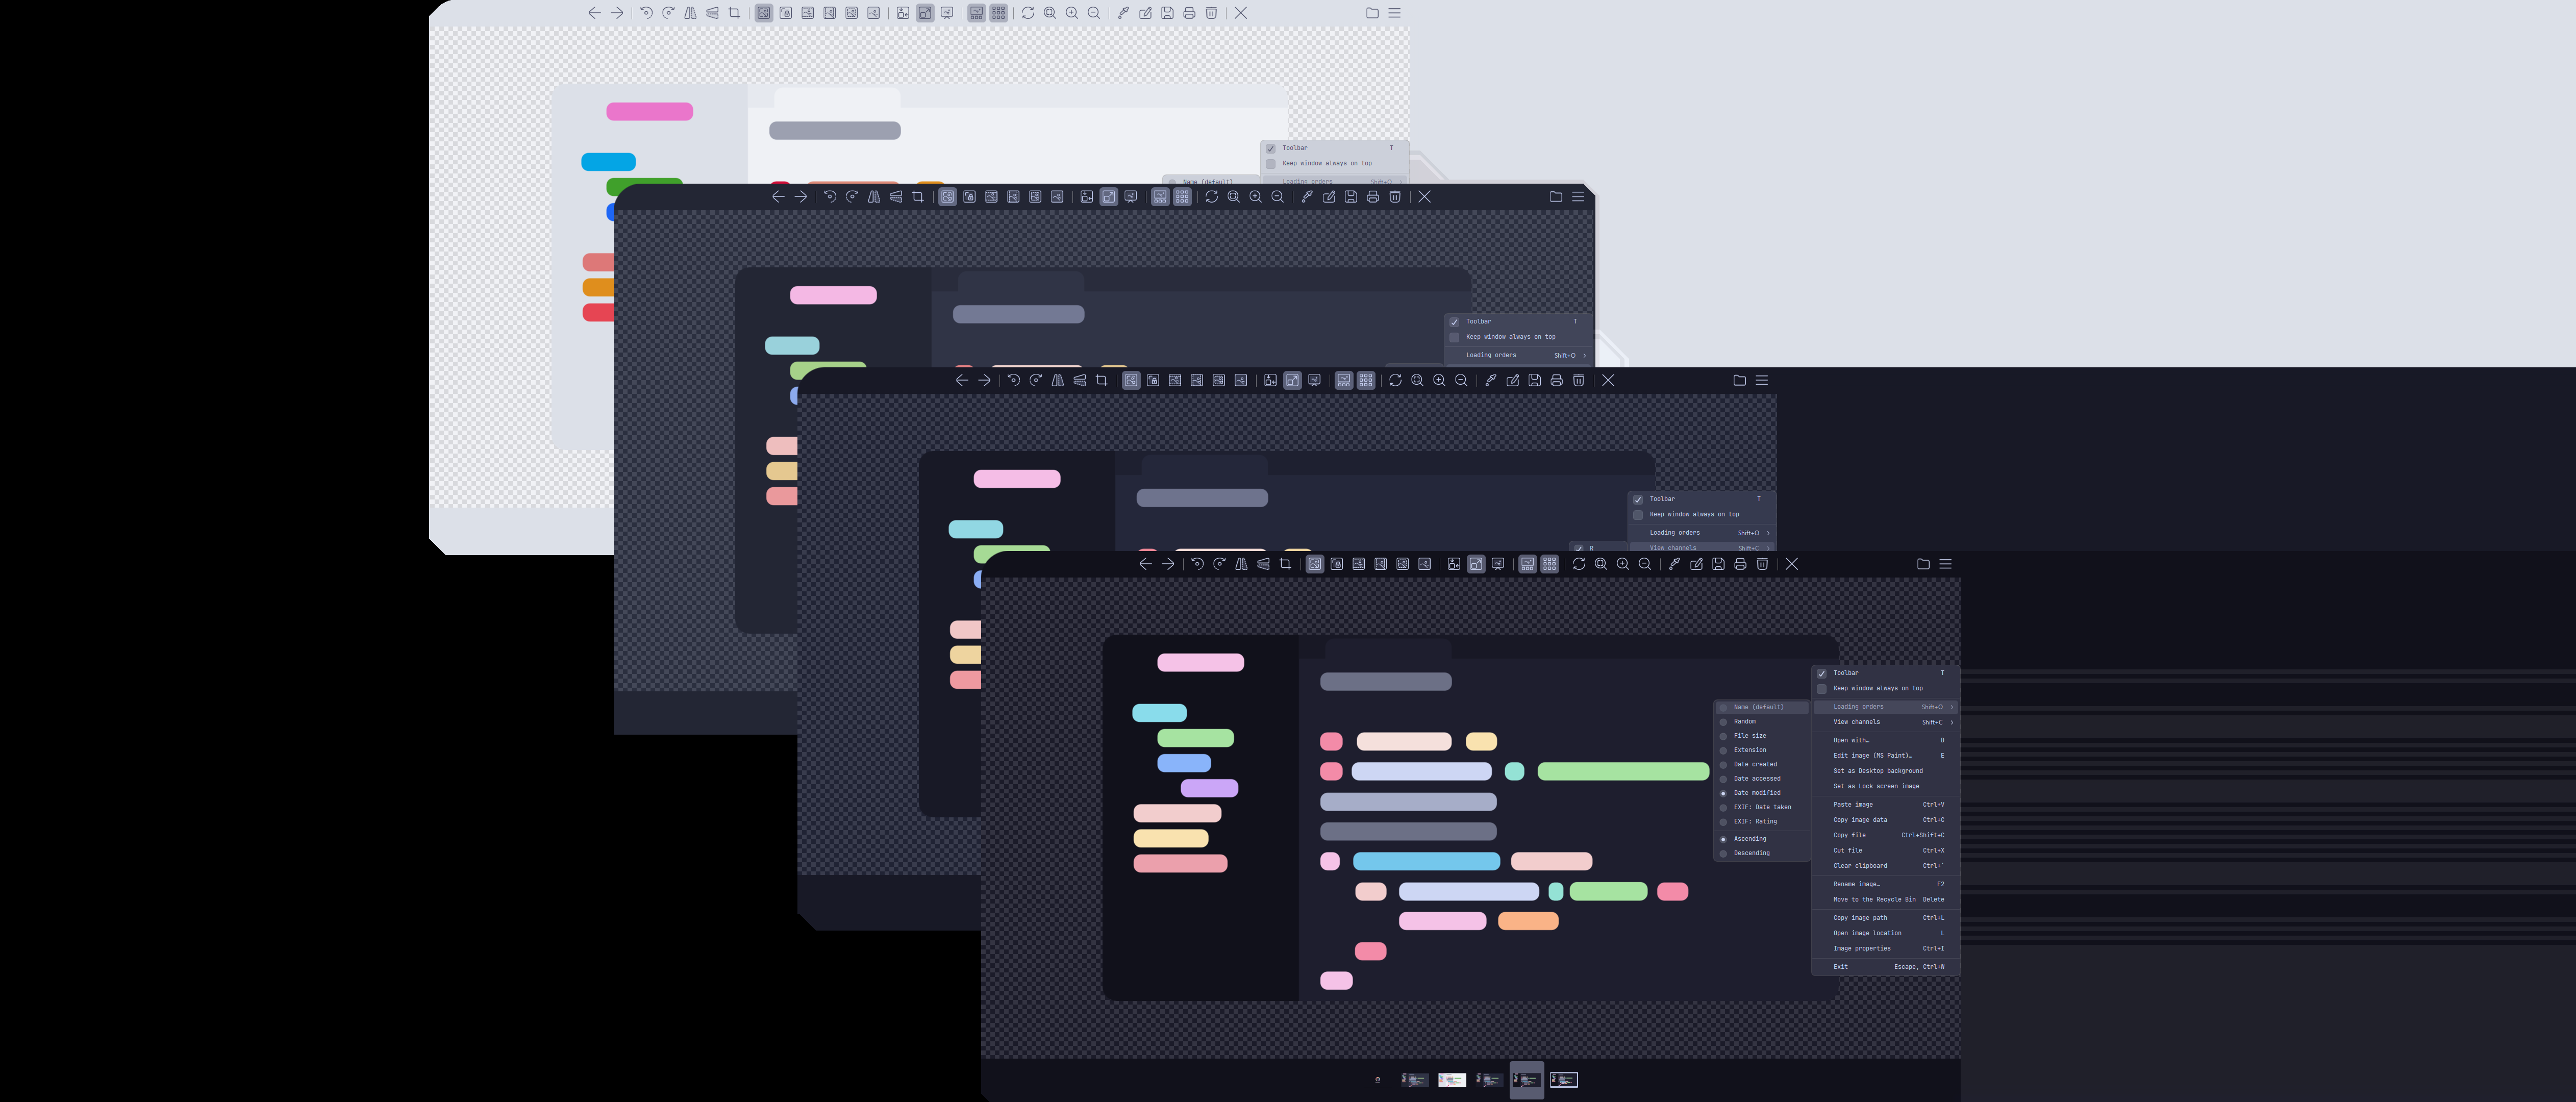 Toolbar T
Keep window always on top
Name (default)
Loading orders Shift+O
Toolbar T
Keep window always on top
Loading orders Shift+O
Toolbar T
Keep window always on top
Loading orders Shift+O
View channels Shift+C
R
Toolbar T
Keep window always on top
Loading orders Shift+O
View channels Shift+C
Open with… D
Edit image (MS Paint)… E
Set as Desktop background
Set as Lock screen image
Paste image Ctrl+V
Copy image data Ctrl+C
Copy file Ctrl+Shift+C
Cut file Ctrl+X
Clear clipboard Ctrl+`
Rename image… F2
Move to the Recycle Bin Delete
Copy image path Ctrl+L
Open image location L
Image properties Ctrl+I
Exit Escape, Ctrl+W
Name (default)
Random
File size
Extension
Date created
Date accessed
Date modified
EXIF: Date taken
EXIF: Rating
Ascending
Descending